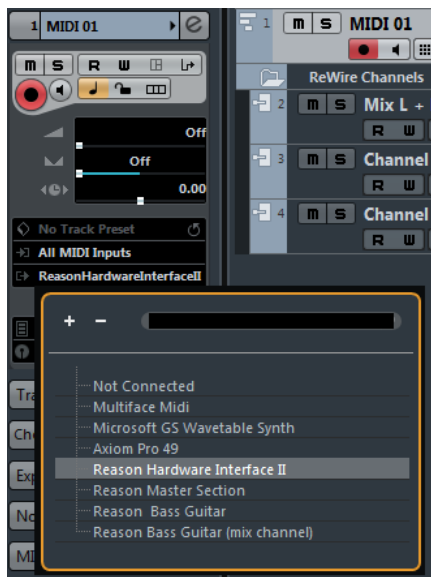 1 MIDI 01
m S R W
Off
Off
0.00
No Track Preset
All MIDI Inputs
ReasonHardwareInterfaceII
1 m S MIDI 01
ReWire Channels
2 m S Mix L +
R W
3 m S Channel
R W
4 m S Channel
R W
+ −
Not Connected
Multiface Midi
Microsoft GS Wavetable Synth
Axiom Pro 49
Reason Hardware Interface II
Reason Master Section
Reason Bass Guitar
Reason Bass Guitar (mix channel)
MI